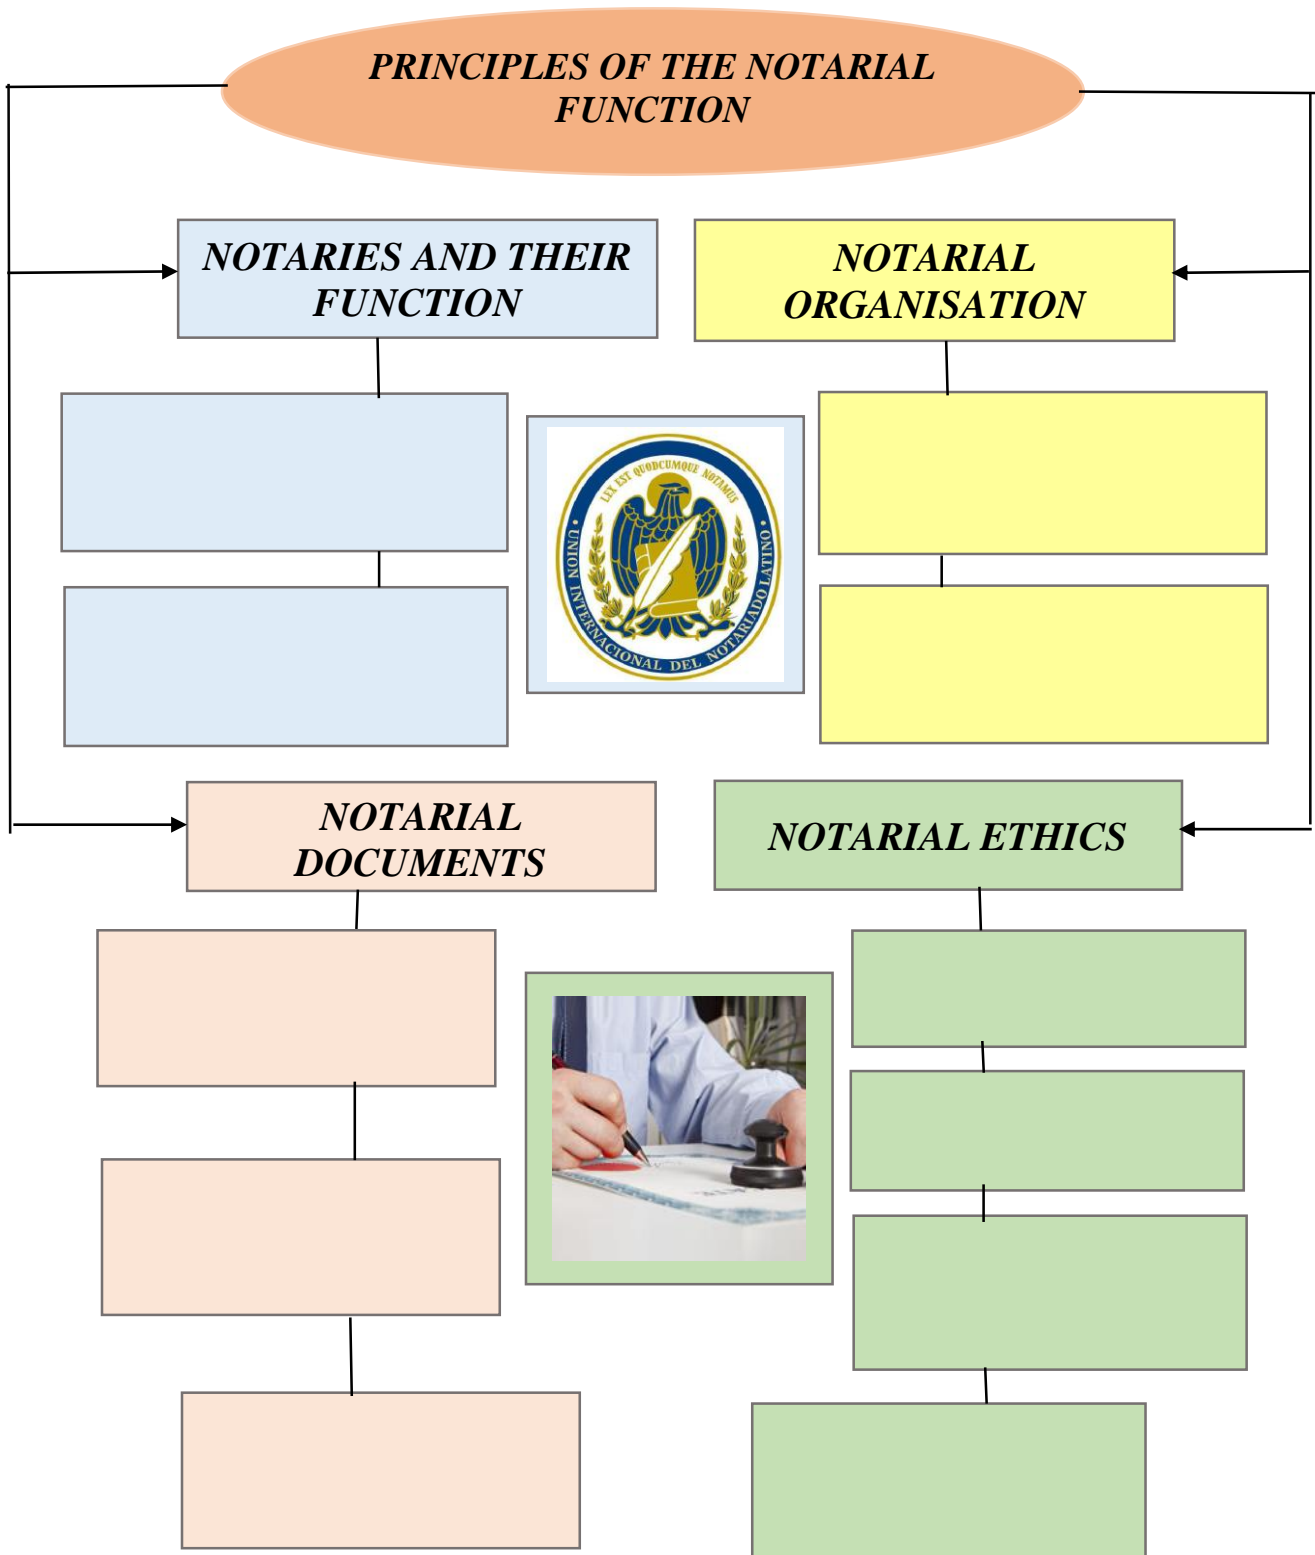 PRINCIPLES OF THE NOTARIAL
FUNCTION
NOTARIES AND THEIR
FUNCTION
NOTARIAL
ORGANISATION
LEX EST QUODCUMQUE NOTAMUS
• UNION INTERNACIONAL DEL NOTARIADO LATINO •
NOTARIAL
DOCUMENTS
NOTARIAL ETHICS